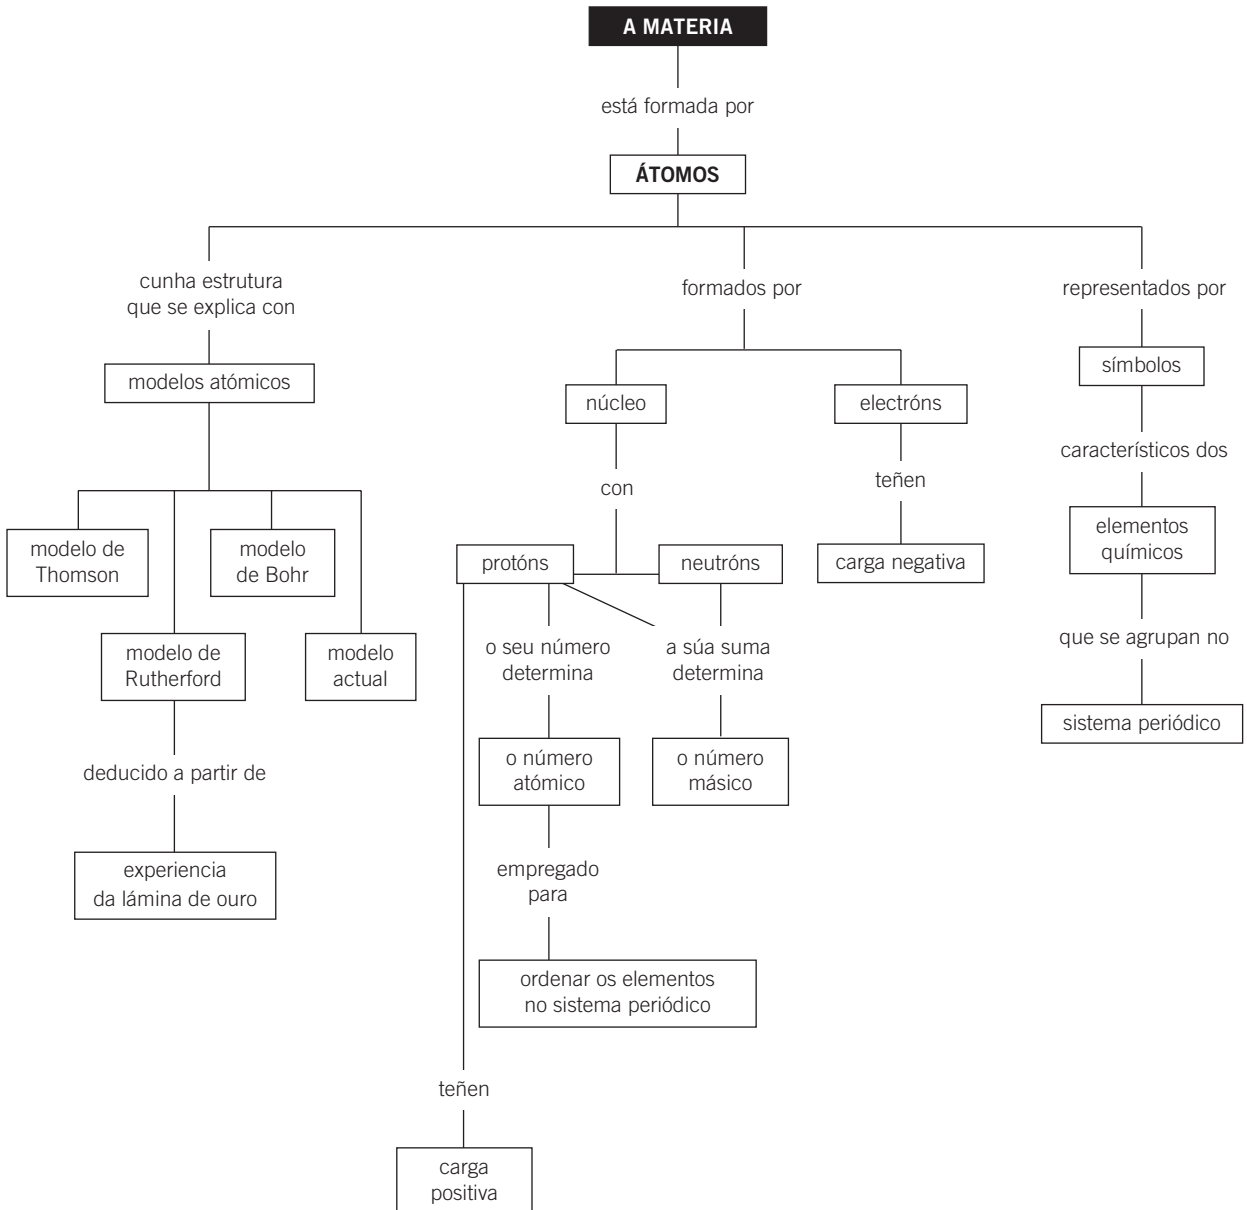 A MATERIA
está formada por
ÁTOMOS
cunha estrutura
que se explica con
formados por
representados por
modelos atómicos
núcleo
electróns
símbolos
característicos dos
con
teñen
modelo de
Thomson
modelo
de Bohr
protóns
neutróns
carga negativa
elementos
químicos
modelo de
Rutherford
modelo
actual
o seu número
determina
a súa suma
determina
que se agrupan no
sistema periódico
deducido a partir de
o número
atómico
o número
másico
experiencia
da lámina de ouro
empregado
para
ordenar os elementos
no sistema periódico
teñen
carga
positiva